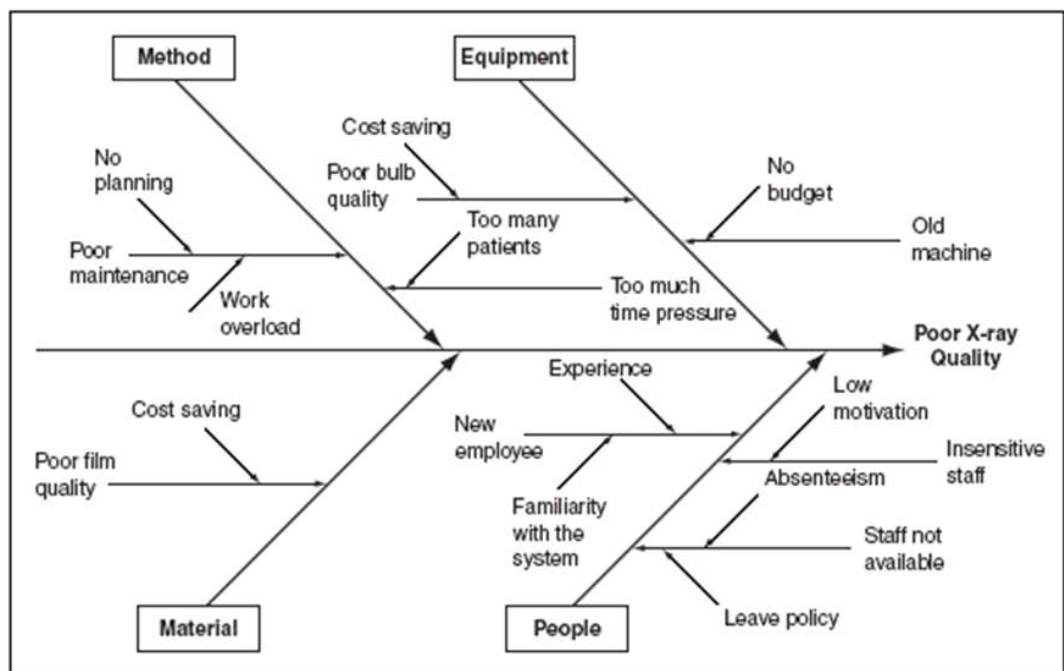 Method
Equipment
Cost saving
No
planning
Poor bulb
quality
No
budget
Too many
patients
Old
machine
Poor
maintenance
Work
overload
Too much
time pressure
Poor X-ray
Quality
Experience
Low
motivation
Cost saving
New
employee
Insensitive
staff
Poor film
quality
Absenteeism
Familiarity
with the
system
Staff not
available
Leave policy
Material
People